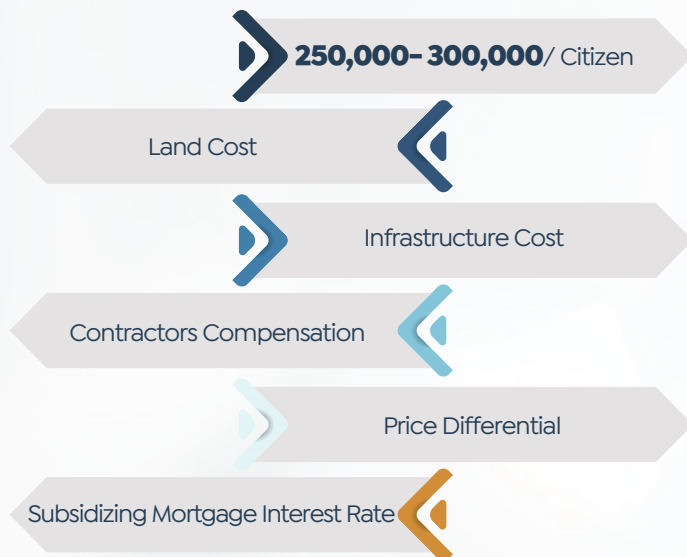 250,000- 300,000/ Citizen
Land Cost
Infrastructure Cost
Contractors Compensation
Price Differential
Subsidizing Mortgage Interest Rate